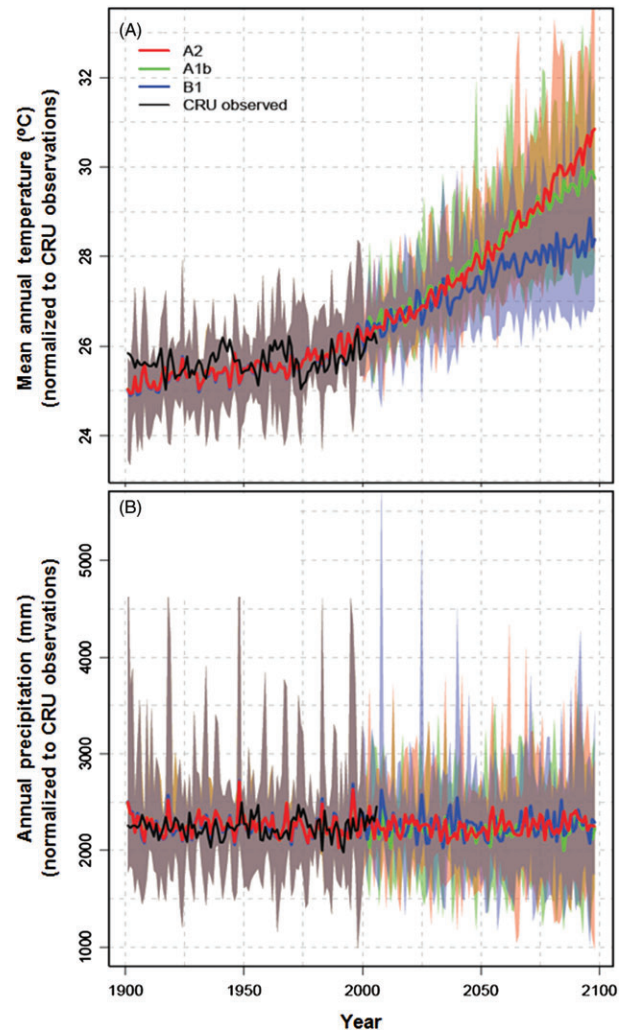 (A)
A2
A1b
B1
CRU observed
Mean annual temperature (ºC)
(normalized to CRU observations)
32
30
28
26
24
(B)
Annual precipitation (mm)
(normalized to CRU observations)
5000
4000
3000
2000
1000
1900
1950
2000
2050
2100
Year